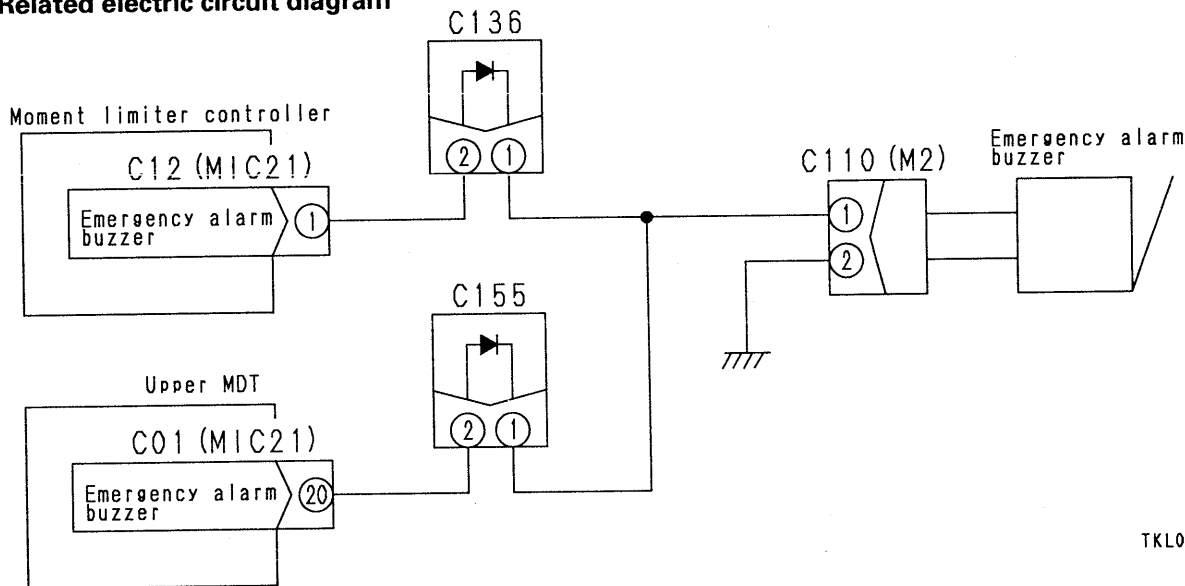 Related electric circuit diagram
C136
Moment limiter controller
C12 (MIC21)
Emergency alarm
buzzer
1
2 1
C110 (M2)
1
2
Emergency alarm
buzzer
C155
2 1
Upper MDT
C01 (MIC21)
Emergency alarm
buzzer
20
TKL0